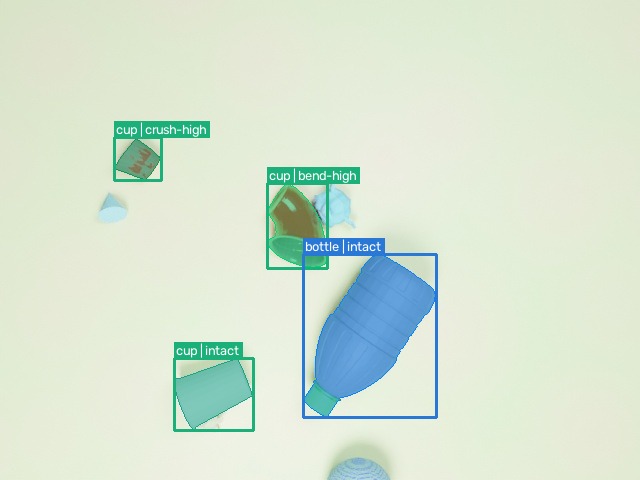 cup | crush-high
cup | bend-high
bottle | intact
cup | intact